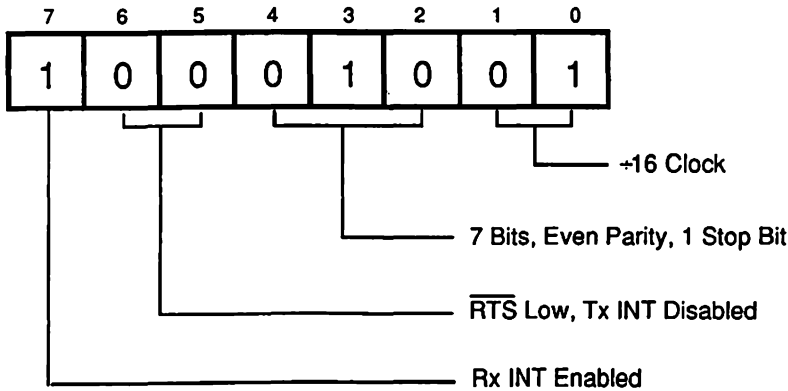 7 6 5 4 3 2 1 0
1 0 0 0 1 0 0 1
÷16 Clock
7 Bits, Even Parity, 1 Stop Bit
R̅T̅S̅ Low, Tx INT Disabled
Rx INT Enabled